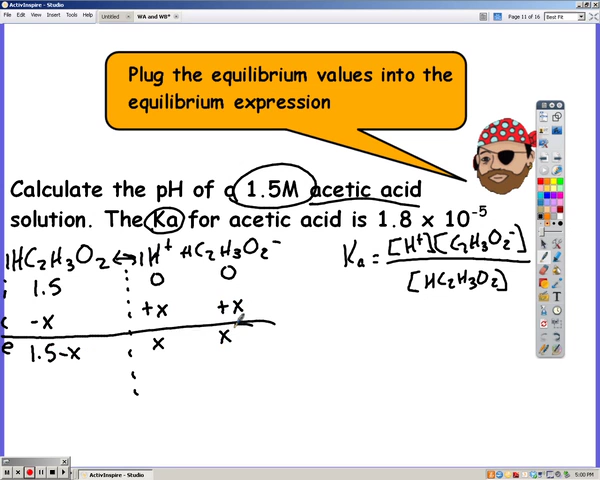 ActivInspire - Studio
File Edit View Insert Tools Help
Untitled
WA and WB*
Page 11 of 16
Best Fit
Plug the equilibrium values into the
equilibrium expression
Calculate the pH of a 1.5M acetic acid
solution. The Ka for acetic acid is 1.8 x 10⁻⁵
1HC₂H₃O₂ ↔ 1H⁺ + C₂H₃O₂⁻
Kₐ = [H⁺][C₂H₃O₂⁻]
[HC₂H₃O₂]
i 1.5 0 0
c -x +x +x
e 1.5-x x x
ActivInspire - Studio
5:00 PM